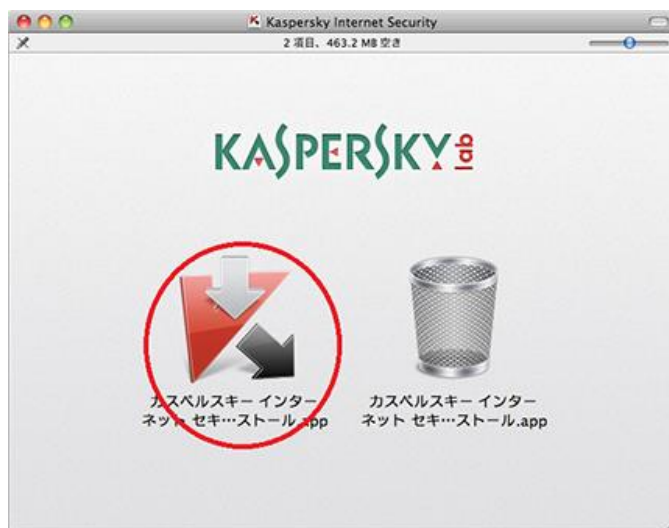 Kaspersky Internet Security
2 項目、463.2 MB 空き
KASPERSKY lab
カスペルスキー インター
ネット セキ…ストール.app
カスペルスキー インター
ネット セキ…ストール.app